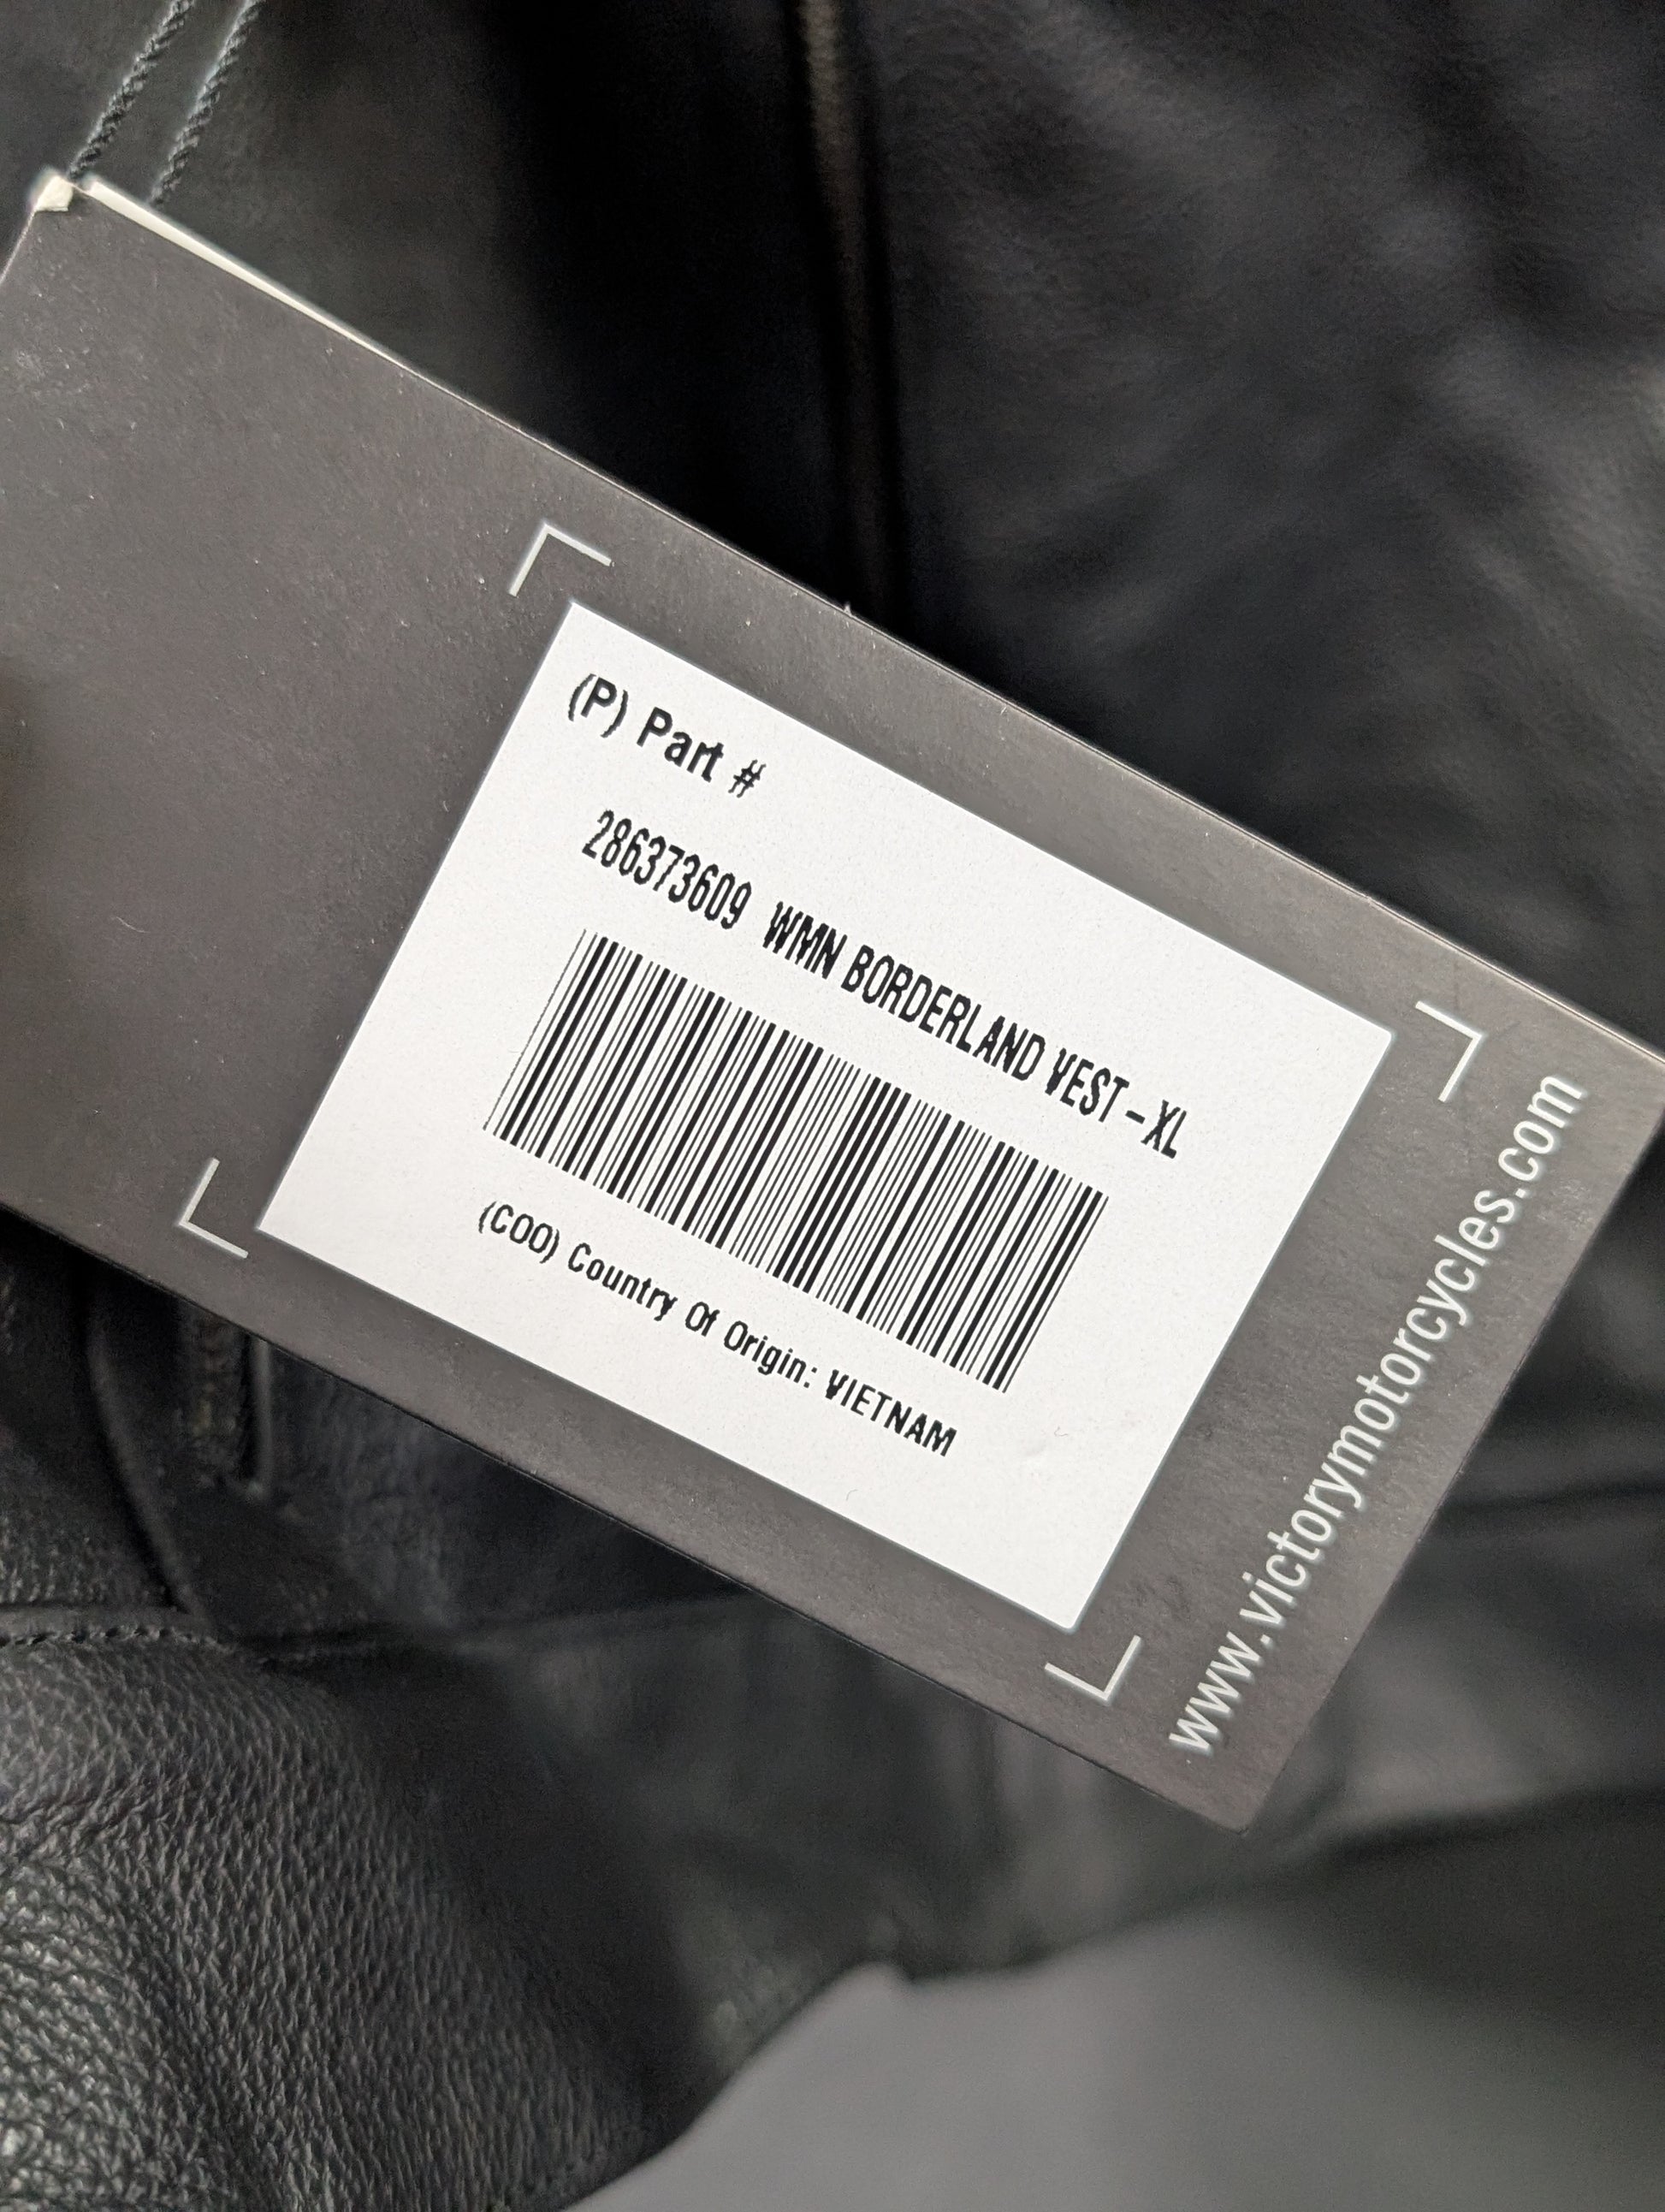 (P) Part #
286373609 WMN BORDERLAND VEST-XL
(COO) Country Of Origin: VIETNAM
www.victorymotorcycles.com